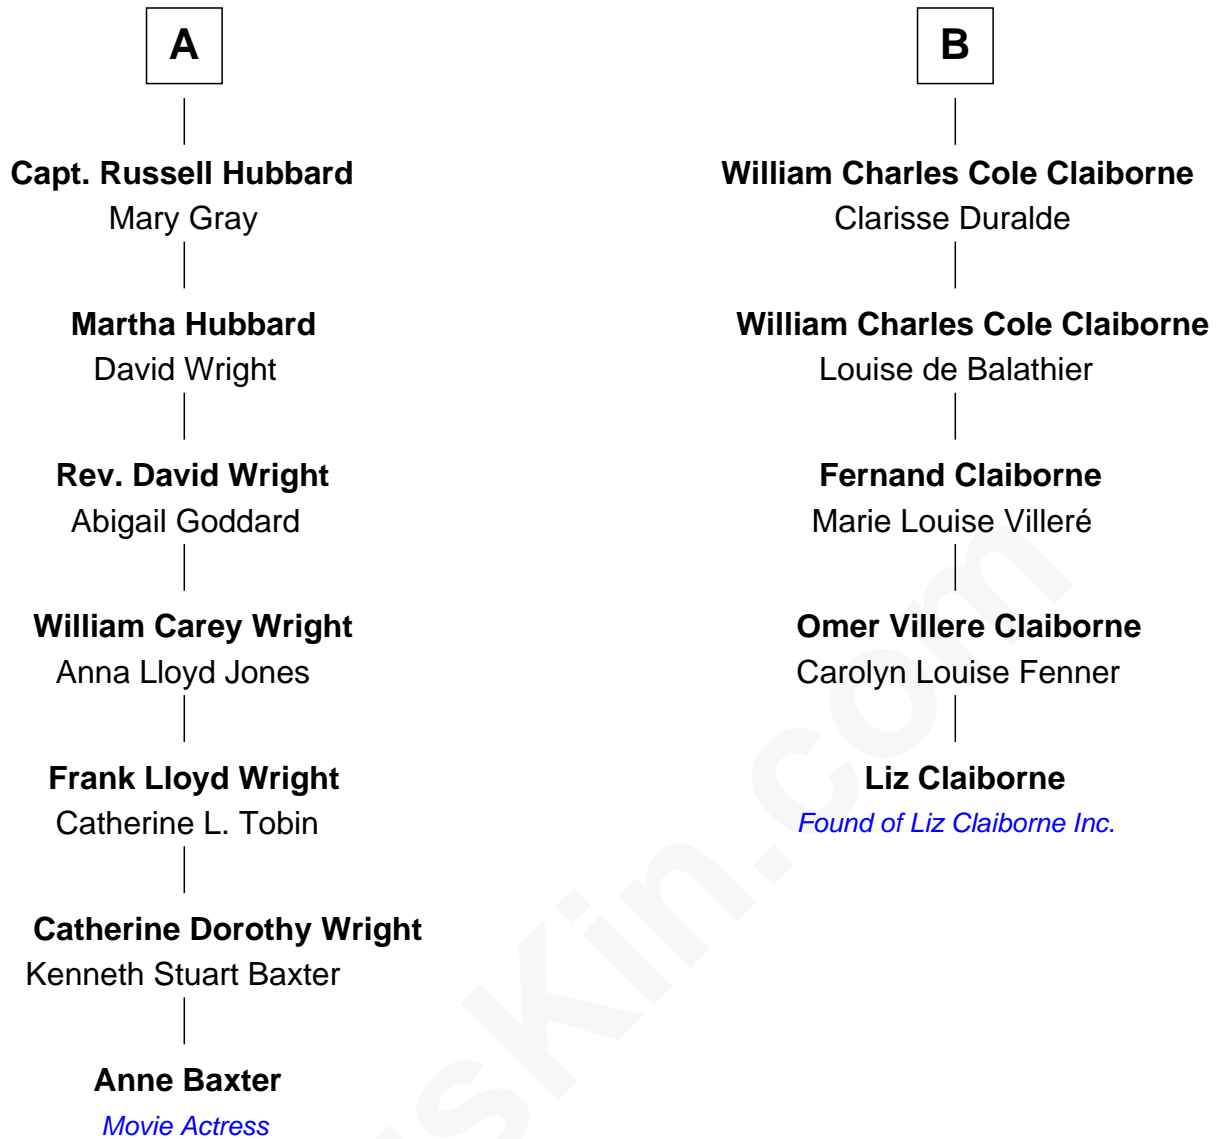 A
Capt. Russell Hubbard
Mary Gray
Martha Hubbard
David Wright
Rev. David Wright
Abigail Goddard
William Carey Wright
Anna Lloyd Jones
Frank Lloyd Wright
Catherine L. Tobin
Catherine Dorothy Wright
Kenneth Stuart Baxter
Anne Baxter
Movie Actress
B
William Charles Cole Claiborne
Clarisse Duralde
William Charles Cole Claiborne
Louise de Balathier
Fernand Claiborne
Marie Louise Villeré
Omer Villere Claiborne
Carolyn Louise Fenner
Liz Claiborne
Found of Liz Claiborne Inc.